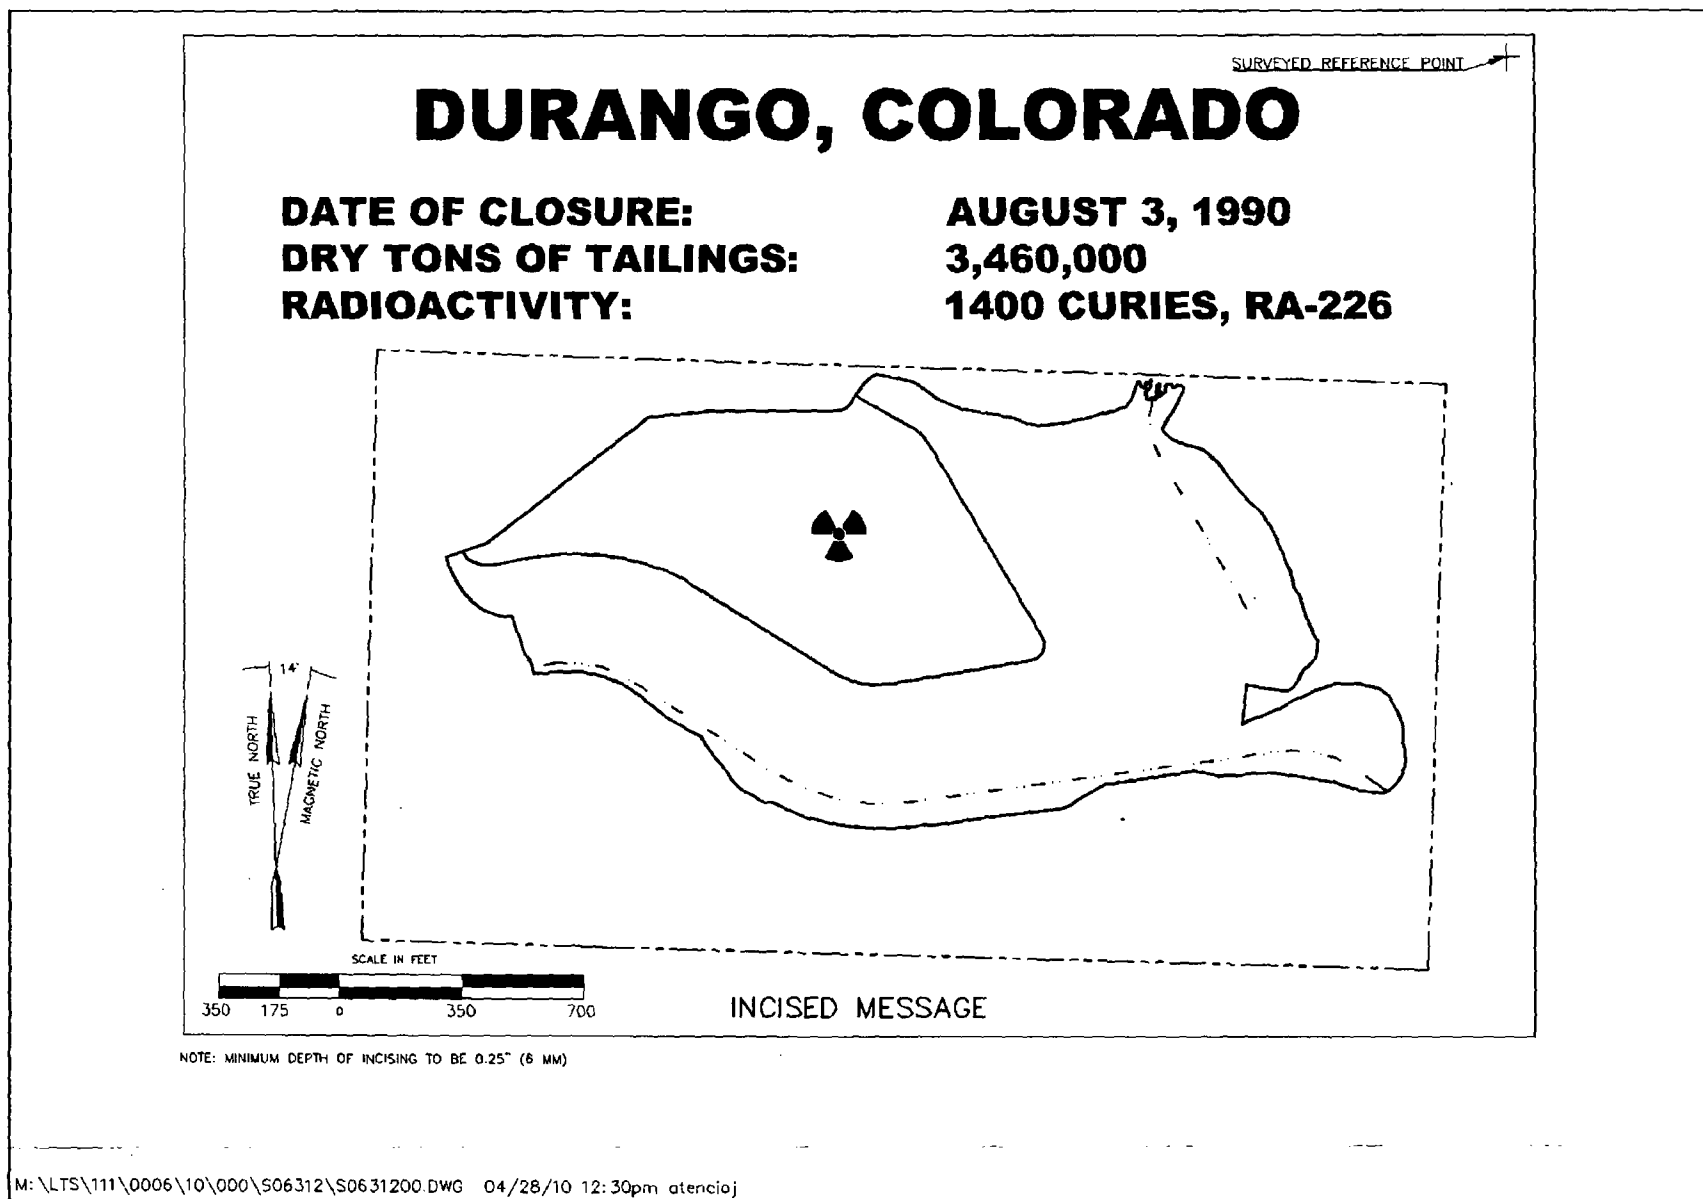 SURVEYED REFERENCE POINT
DURANGO, COLORADO
DATE OF CLOSURE: AUGUST 3, 1990
DRY TONS OF TAILINGS: 3,460,000
RADIOACTIVITY: 1400 CURIES, RA-226
14°
TRUE NORTH
MAGNETIC NORTH
SCALE IN FEET
350 175 0 350 700
INCISED MESSAGE
NOTE: MINIMUM DEPTH OF INCISING TO BE 0.25" (6 MM)
M:\LTS\111\0006\10\000\S06312\S0631200.DWG 04/28/10 12:30pm atencioj